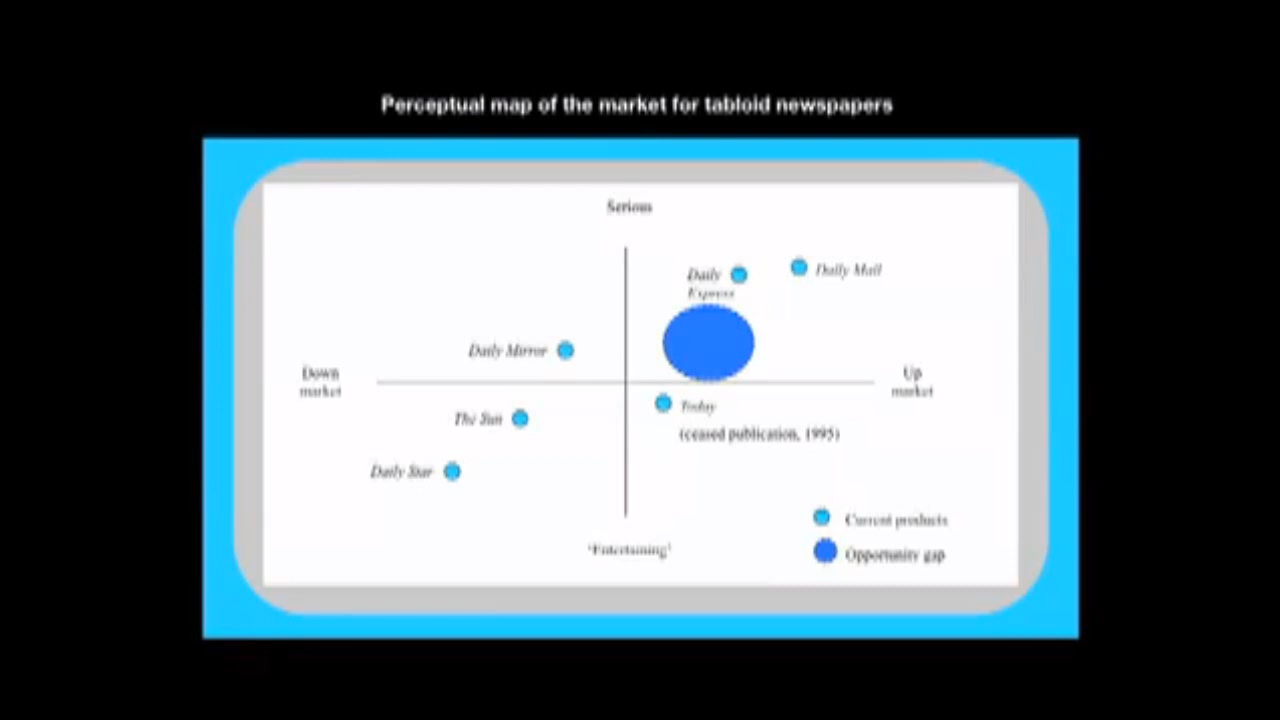 Perceptual map of the market for tabloid newspapers
Serious
Daily
Express
Daily Mail
Daily Mirror
Down
market
Up
market
The Sun
Today
(ceased publication, 1995)
Daily Star
Current products
'Entertaining'
Opportunity gap